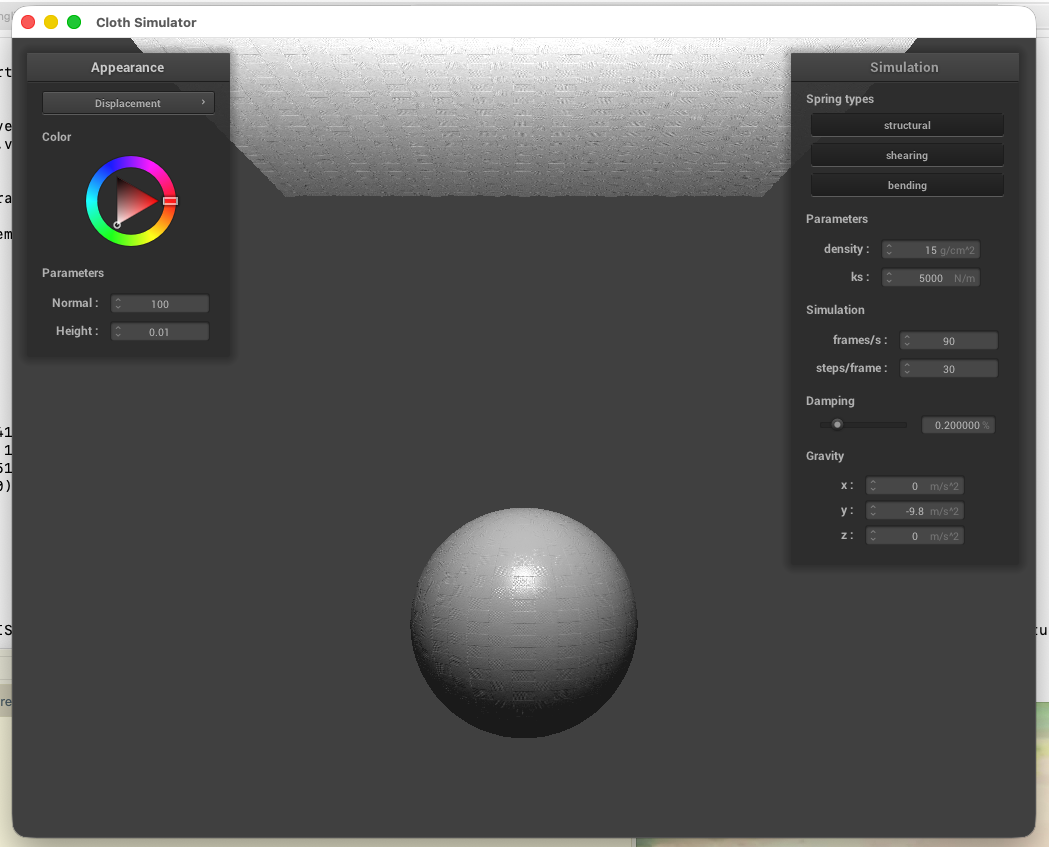 Cloth Simulator
Appearance
Displacement
Color
Parameters
Normal : 100
Height : 0.01
Simulation
Spring types
structural
shearing
bending
Parameters
density : 15 g/cm^2
ks : 5000 N/m
Simulation
frames/s : 90
steps/frame : 30
Damping
0.200000 %
Gravity
x : 0 m/s^2
y : -9.8 m/s^2
z : 0 m/s^2